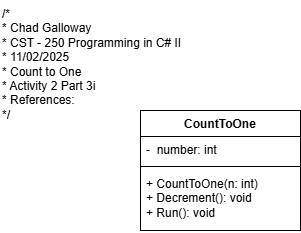 /*
* Chad Galloway
* CST - 250 Programming in C# II
* 11/02/2025
* Count to One
* Activity 2 Part 3i
* References:
*/
CountToOne
- number: int
+ CountToOne(n: int)
+ Decrement(): void
+ Run(): void